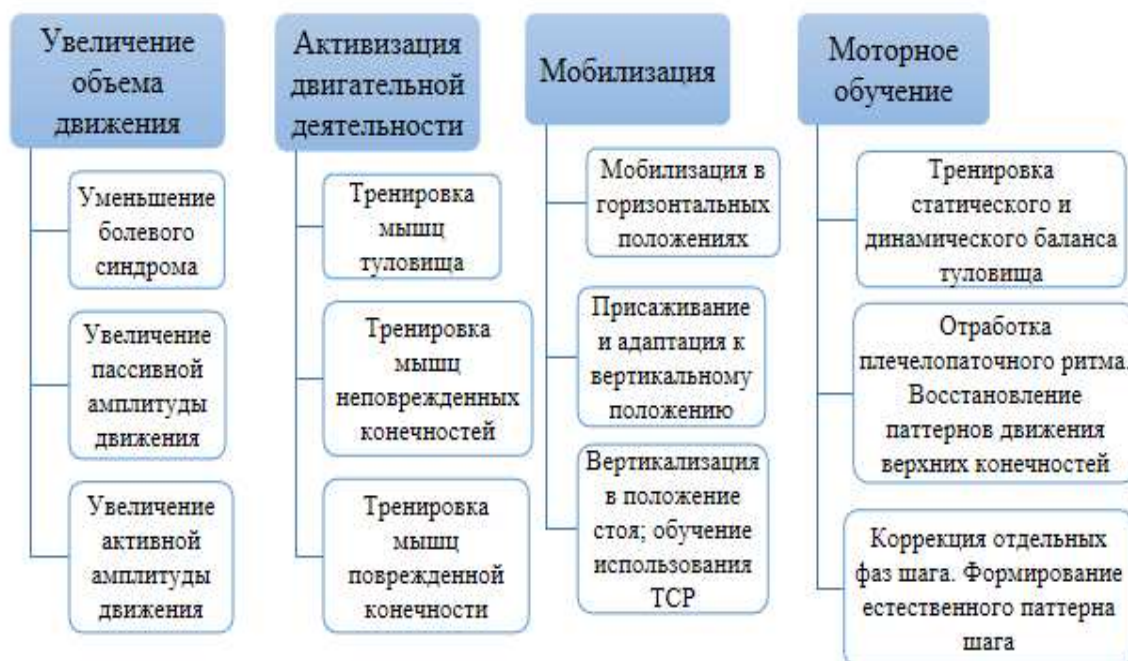 Увеличение
объема
движения
Уменьшение
болевого
синдрома
Увеличение
пассивной
амплитуды
движения
Увеличение
активной
амплитуды
движения
Активизация
двигательной
деятельности
Тренировка
мышц
туловища
Тренировка
мышц
неповрежденных
конечностей
Тренировка
мышц
поврежденной
конечности
Мобилизация
Мобилизация в
горизонтальных
положениях
Присаживание
и адаптация к
вертикальному
положению
Вертикализация
в положение
стоя; обучение
использования
ТСР
Моторное
обучение
Тренировка
статического и
динамического баланса
туловища
Отработка
плечелопаточного ритма.
Восстановление
паттернов движения
верхних конечностей
Коррекция отдельных
фаз шага. Формирование
естественного паттерна
шага